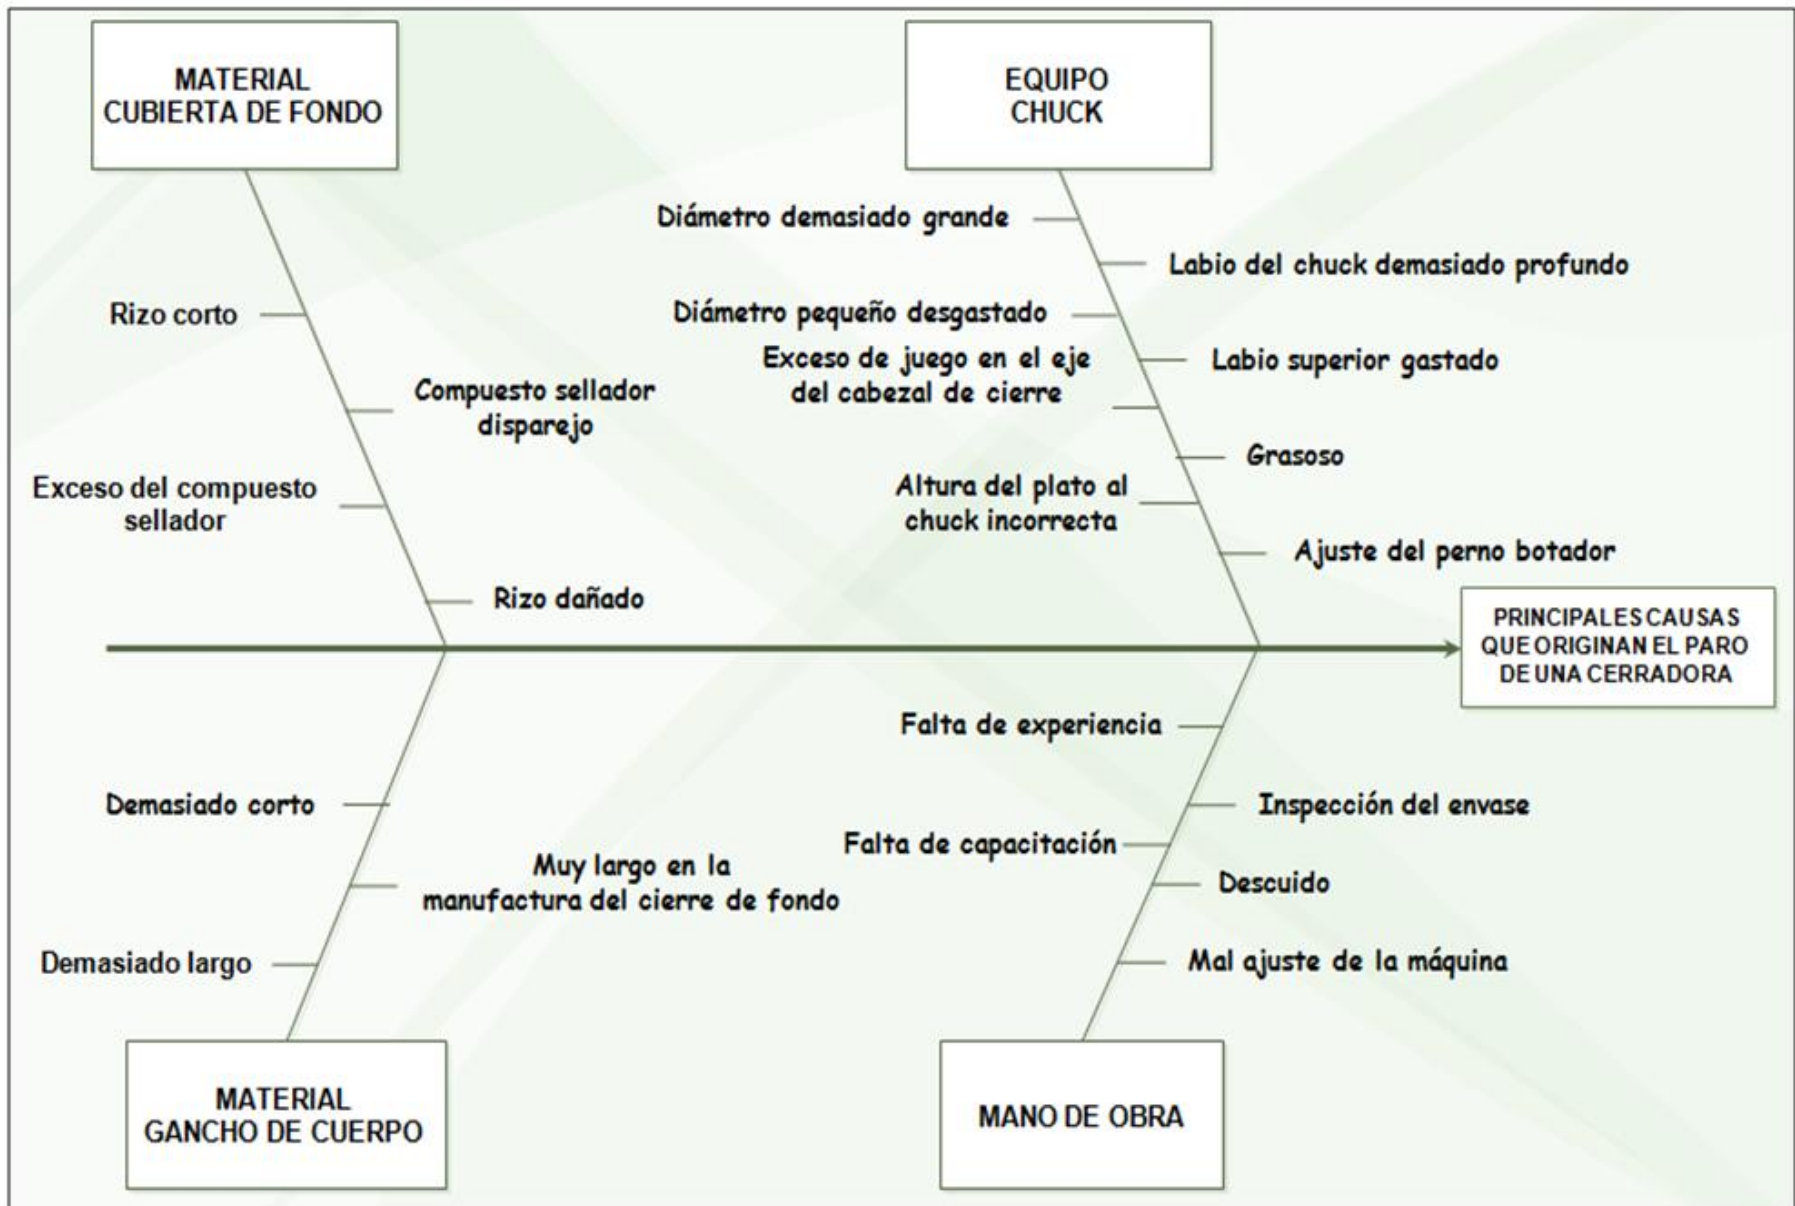 MATERIAL
CUBIERTA DE FONDO
EQUIPO
CHUCK
Diámetro demasiado grande
Labio del chuck demasiado profundo
Rizo corto
Diámetro pequeño desgastado
Exceso de juego en el eje
del cabezal de cierre
Labio superior gastado
Compuesto sellador
disparejo
Grasoso
Exceso del compuesto
sellador
Altura del plato al
chuck incorrecta
Ajuste del perno botador
Rizo dañado
PRINCIPALES CAUSAS
QUE ORIGINAN EL PARO
DE UNA CERRADORA
Falta de experiencia
Demasiado corto
Inspección del envase
Falta de capacitación
Muy largo en la
manufactura del cierre de fondo
Descuido
Demasiado largo
Mal ajuste de la máquina
MATERIAL
GANCHO DE CUERPO
MANO DE OBRA